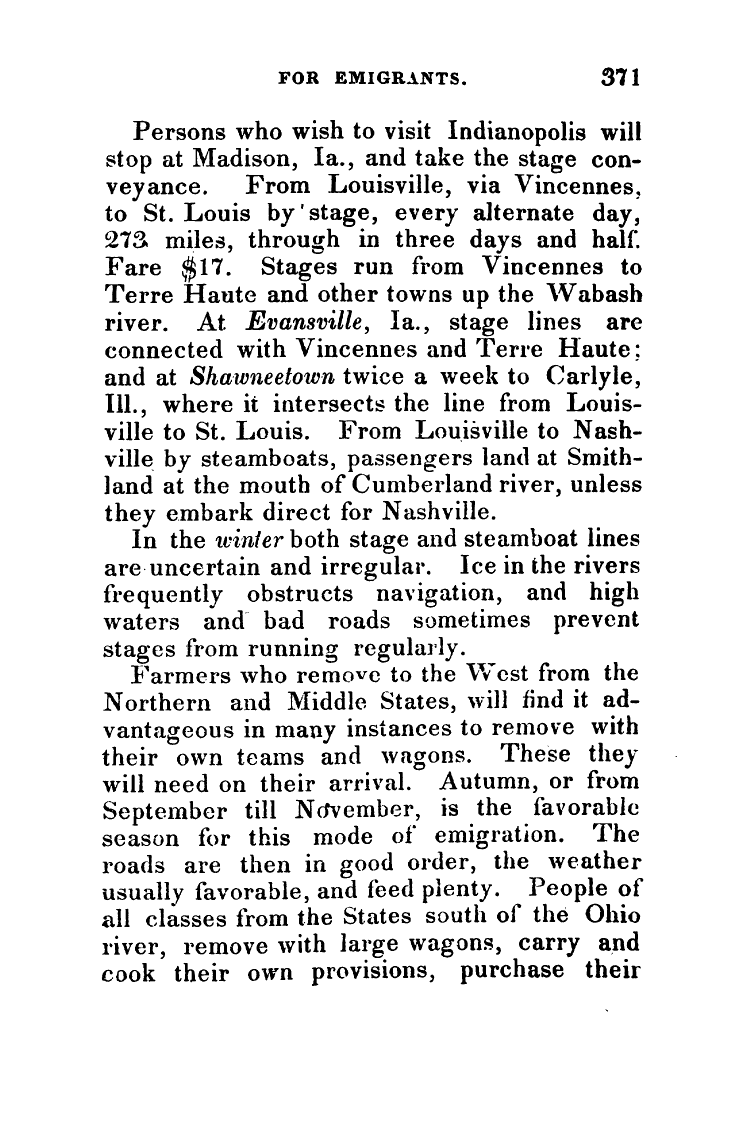 FOR EMIGRANTS. 371
Persons who wish to visit Indianopolis will
stop at Madison, Ia., and take the stage con-
veyance. From Louisville, via Vincennes,
to St. Louis by stage, every alternate day,
273 miles, through in three days and half.
Fare $17. Stages run from Vincennes to
Terre Haute and other towns up the Wabash
river. At Evansville, Ia., stage lines are
connected with Vincennes and Terre Haute;
and at Shawneetown twice a week to Carlyle,
Ill., where it intersects the line from Louis-
ville to St. Louis. From Louisville to Nash-
ville by steamboats, passengers land at Smith-
land at the mouth of Cumberland river, unless
they embark direct for Nashville.
In the winter both stage and steamboat lines
are uncertain and irregular. Ice in the rivers
frequently obstructs navigation, and high
waters and bad roads sometimes prevent
stages from running regularly.
Farmers who remove to the West from the
Northern and Middle States, will find it ad-
vantageous in many instances to remove with
their own teams and wagons. These they
will need on their arrival. Autumn, or from
September till November, is the favorable
season for this mode of emigration. The
roads are then in good order, the weather
usually favorable, and feed plenty. People of
all classes from the States south of the Ohio
river, remove with large wagons, carry and
cook their own provisions, purchase their